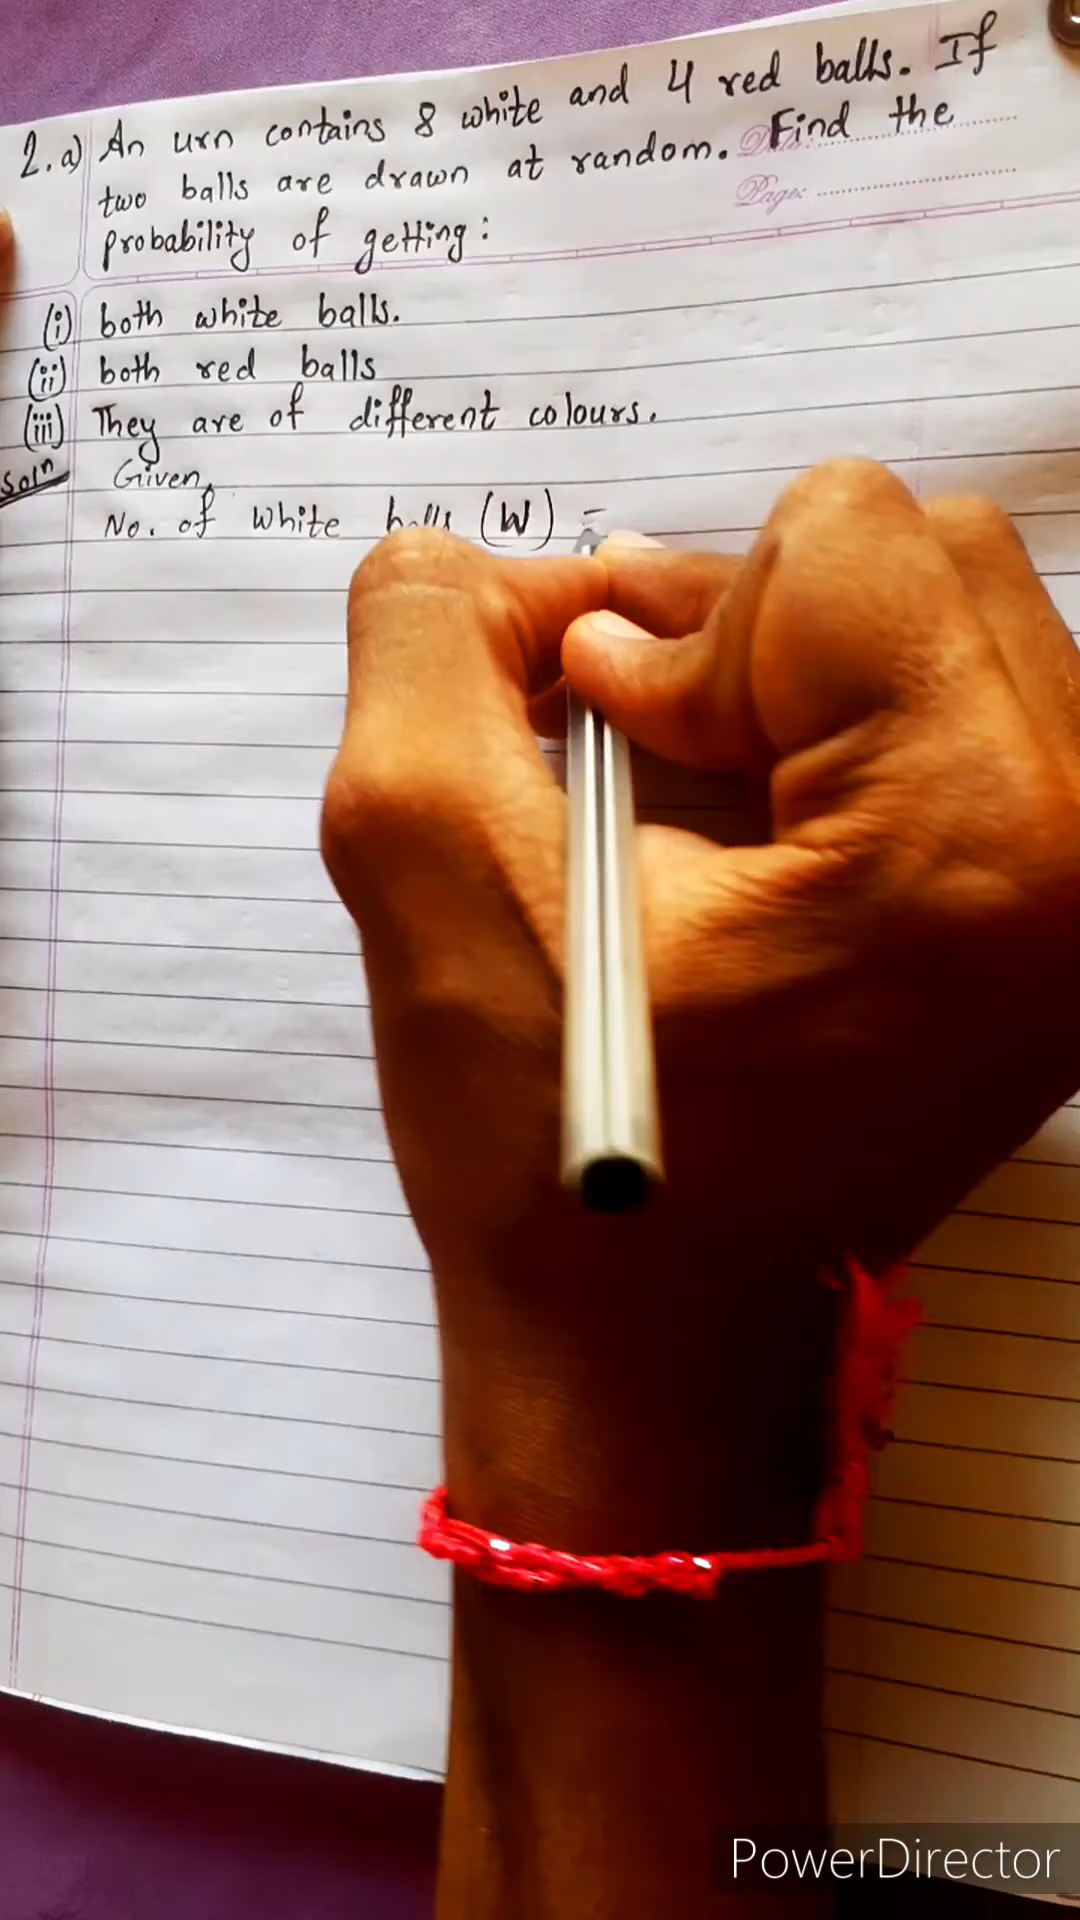 2.a) An urn contains 8 white and 4 red balls. If
two balls are drawn at random. Find the
Page:
probability of getting:
(i) both white balls.
(ii) both red balls
(iii) They are of different colours.
Soln Given,
No. of white balls (W) =
PowerDirector